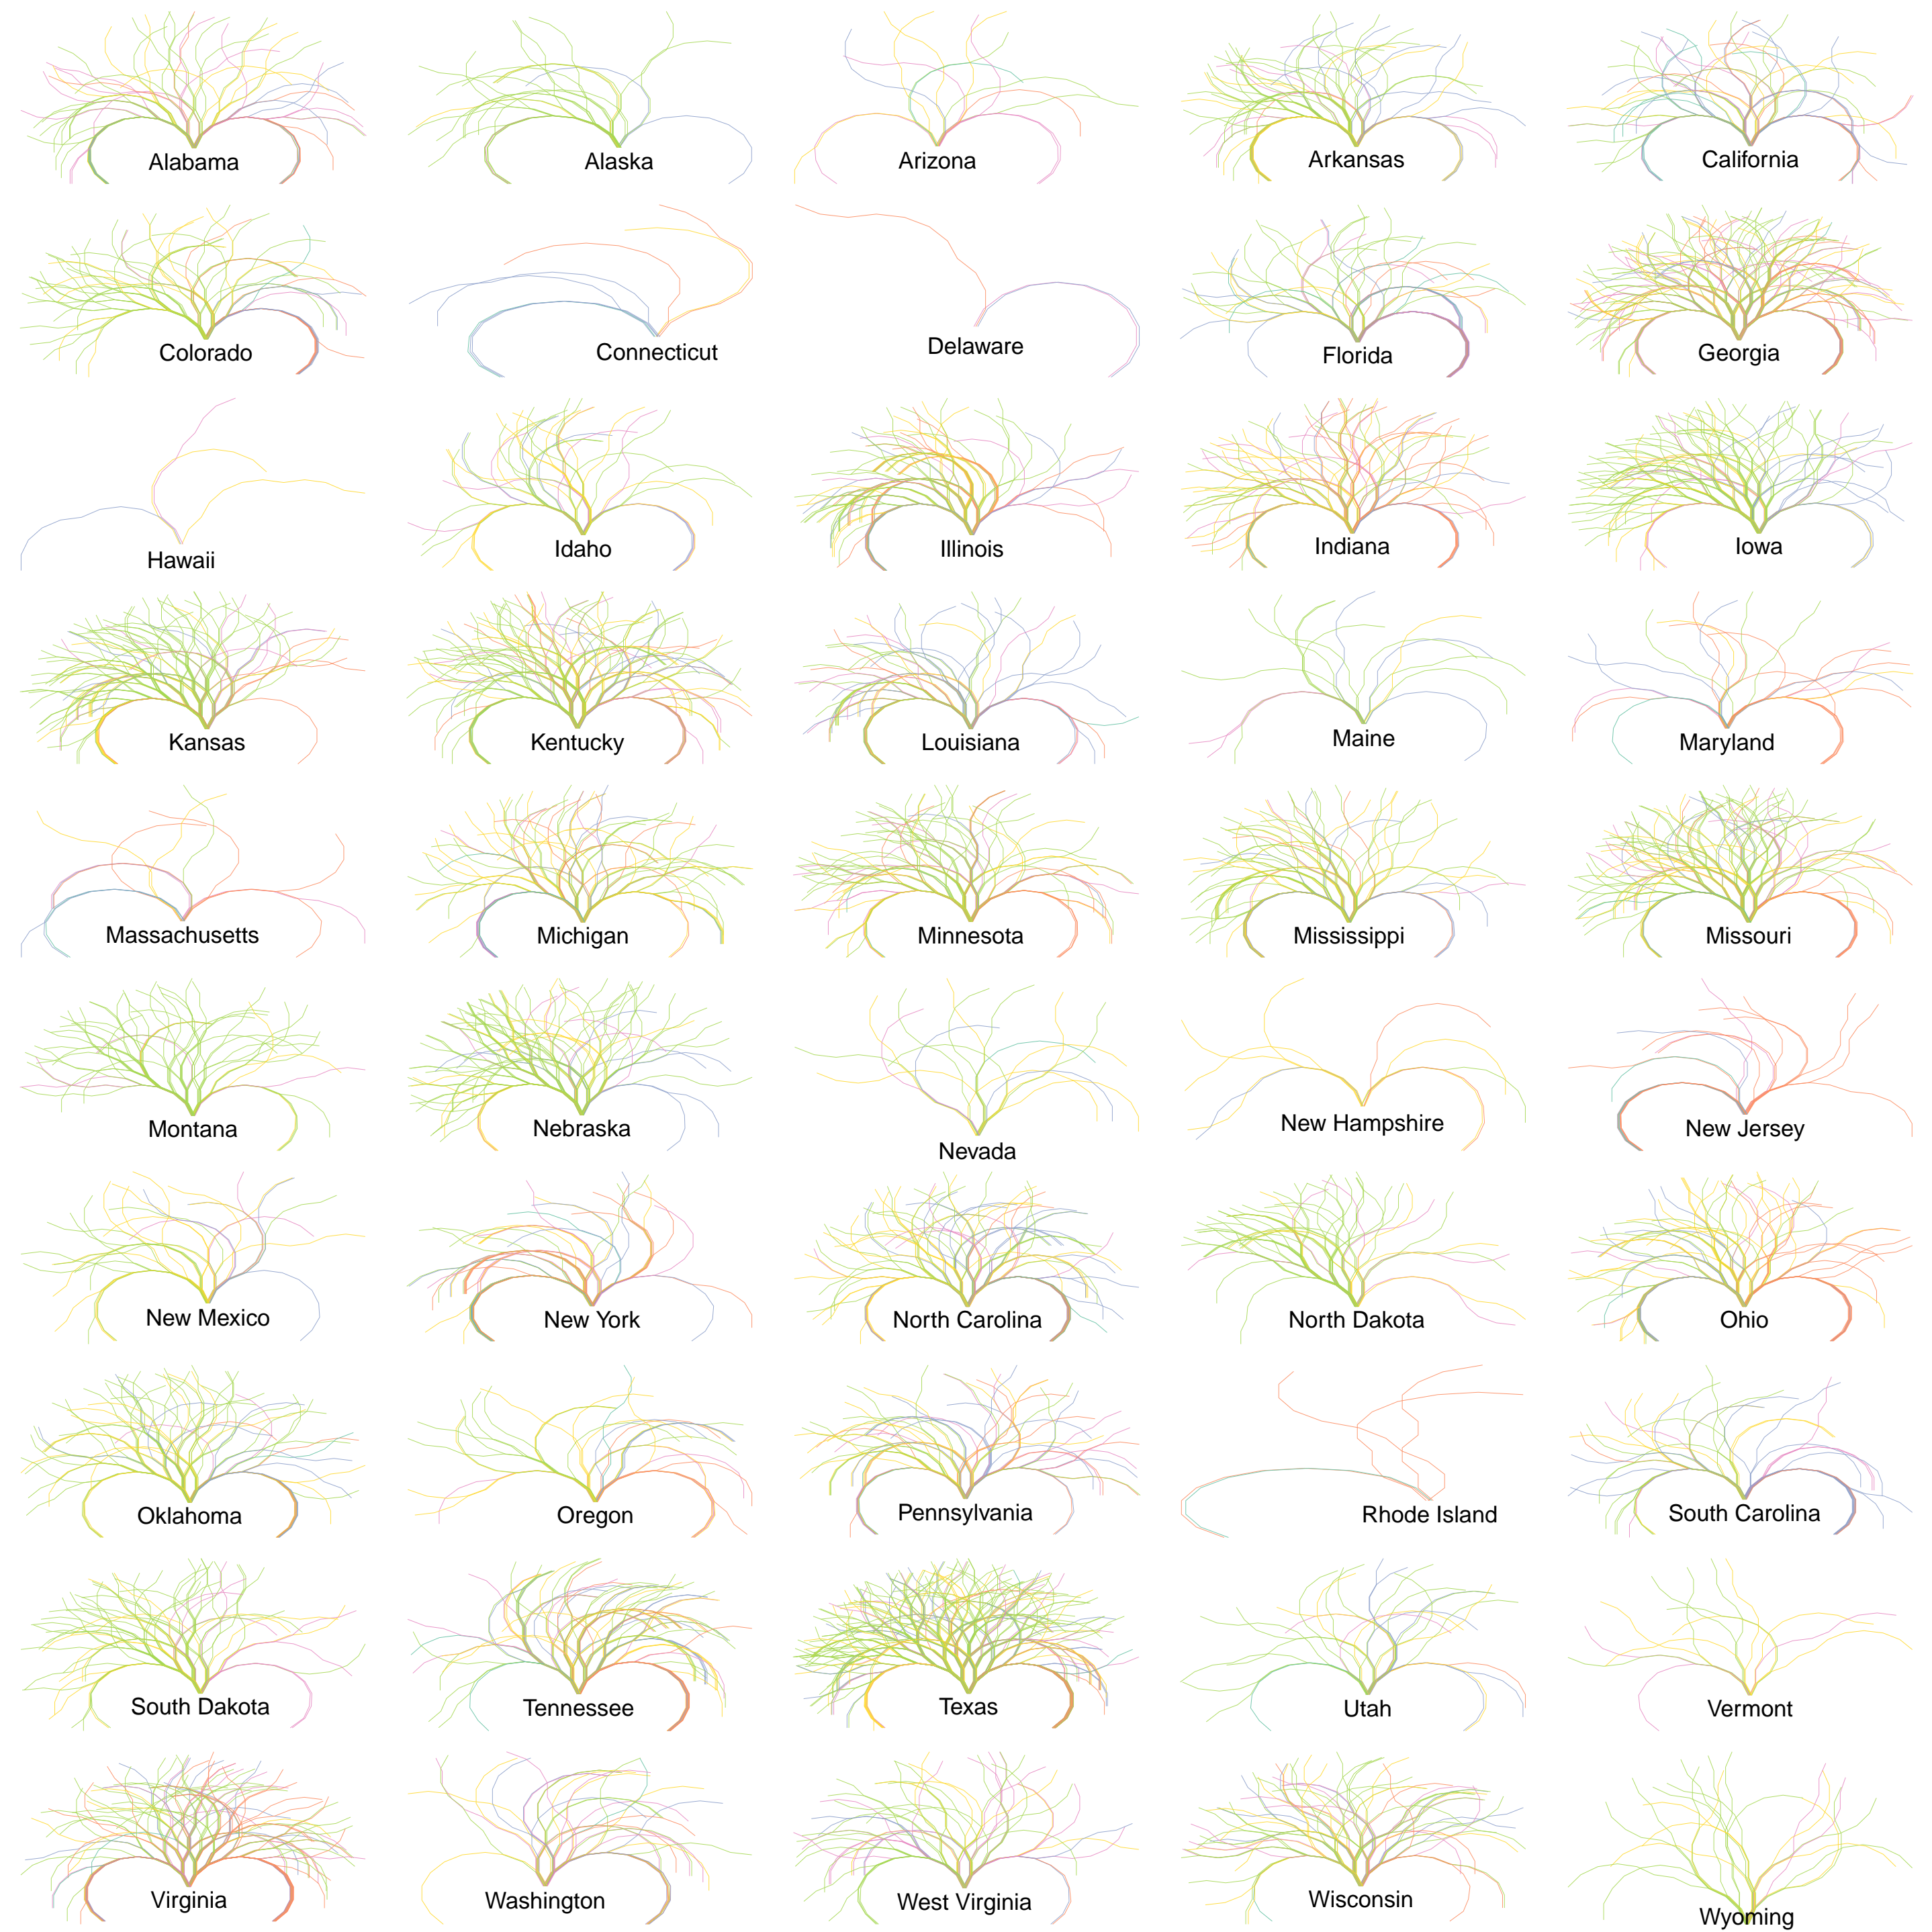 Alabama
Alaska
Arizona
Arkansas
California
Colorado
Connecticut
Delaware
Florida
Georgia
Hawaii
Idaho
Illinois
Indiana
Iowa
Kansas
Kentucky
Louisiana
Maine
Maryland
Massachusetts
Michigan
Minnesota
Mississippi
Missouri
Montana
Nebraska
Nevada
New Hampshire
New Jersey
New Mexico
New York
North Carolina
North Dakota
Ohio
Oklahoma
Oregon
Pennsylvania
Rhode Island
South Carolina
South Dakota
Tennessee
Texas
Utah
Vermont
Virginia
Washington
West Virginia
Wisconsin
Wyoming